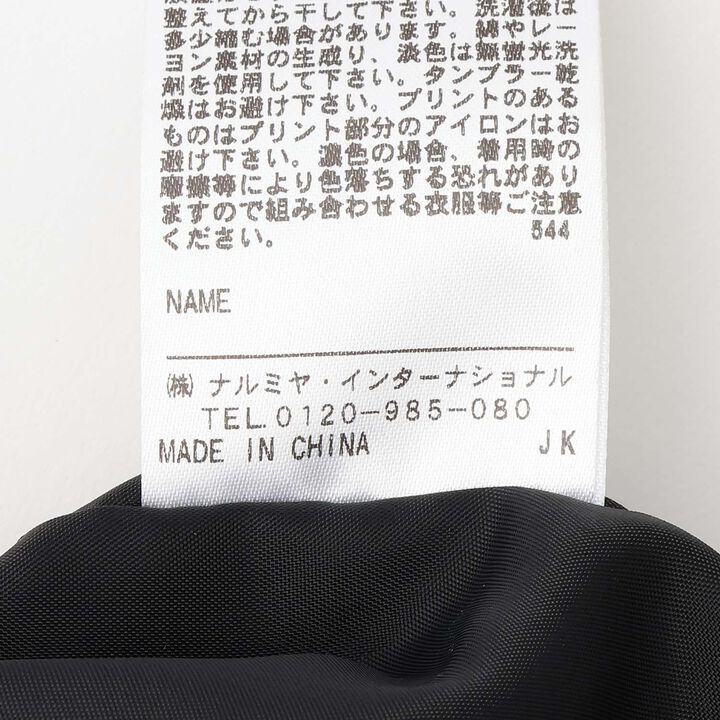 整えてから干して下さい。洗濯後は
多少縮む場合があります。綿やレー
ヨン素材の生成り、淡色は無蛍光洗
剤を使用して下さい。タンブラー乾
燥はお避け下さい。プリントのある
ものはプリント部分のアイロンはお
避け下さい。濃色の場合、着用時の
摩擦等により色落ちする恐れがあり
ますので組み合わせる衣服等ご注意
ください。 544
NAME
㈱ ナルミヤ・インターナショナル
TEL.0120-985-080
MADE IN CHINA JK